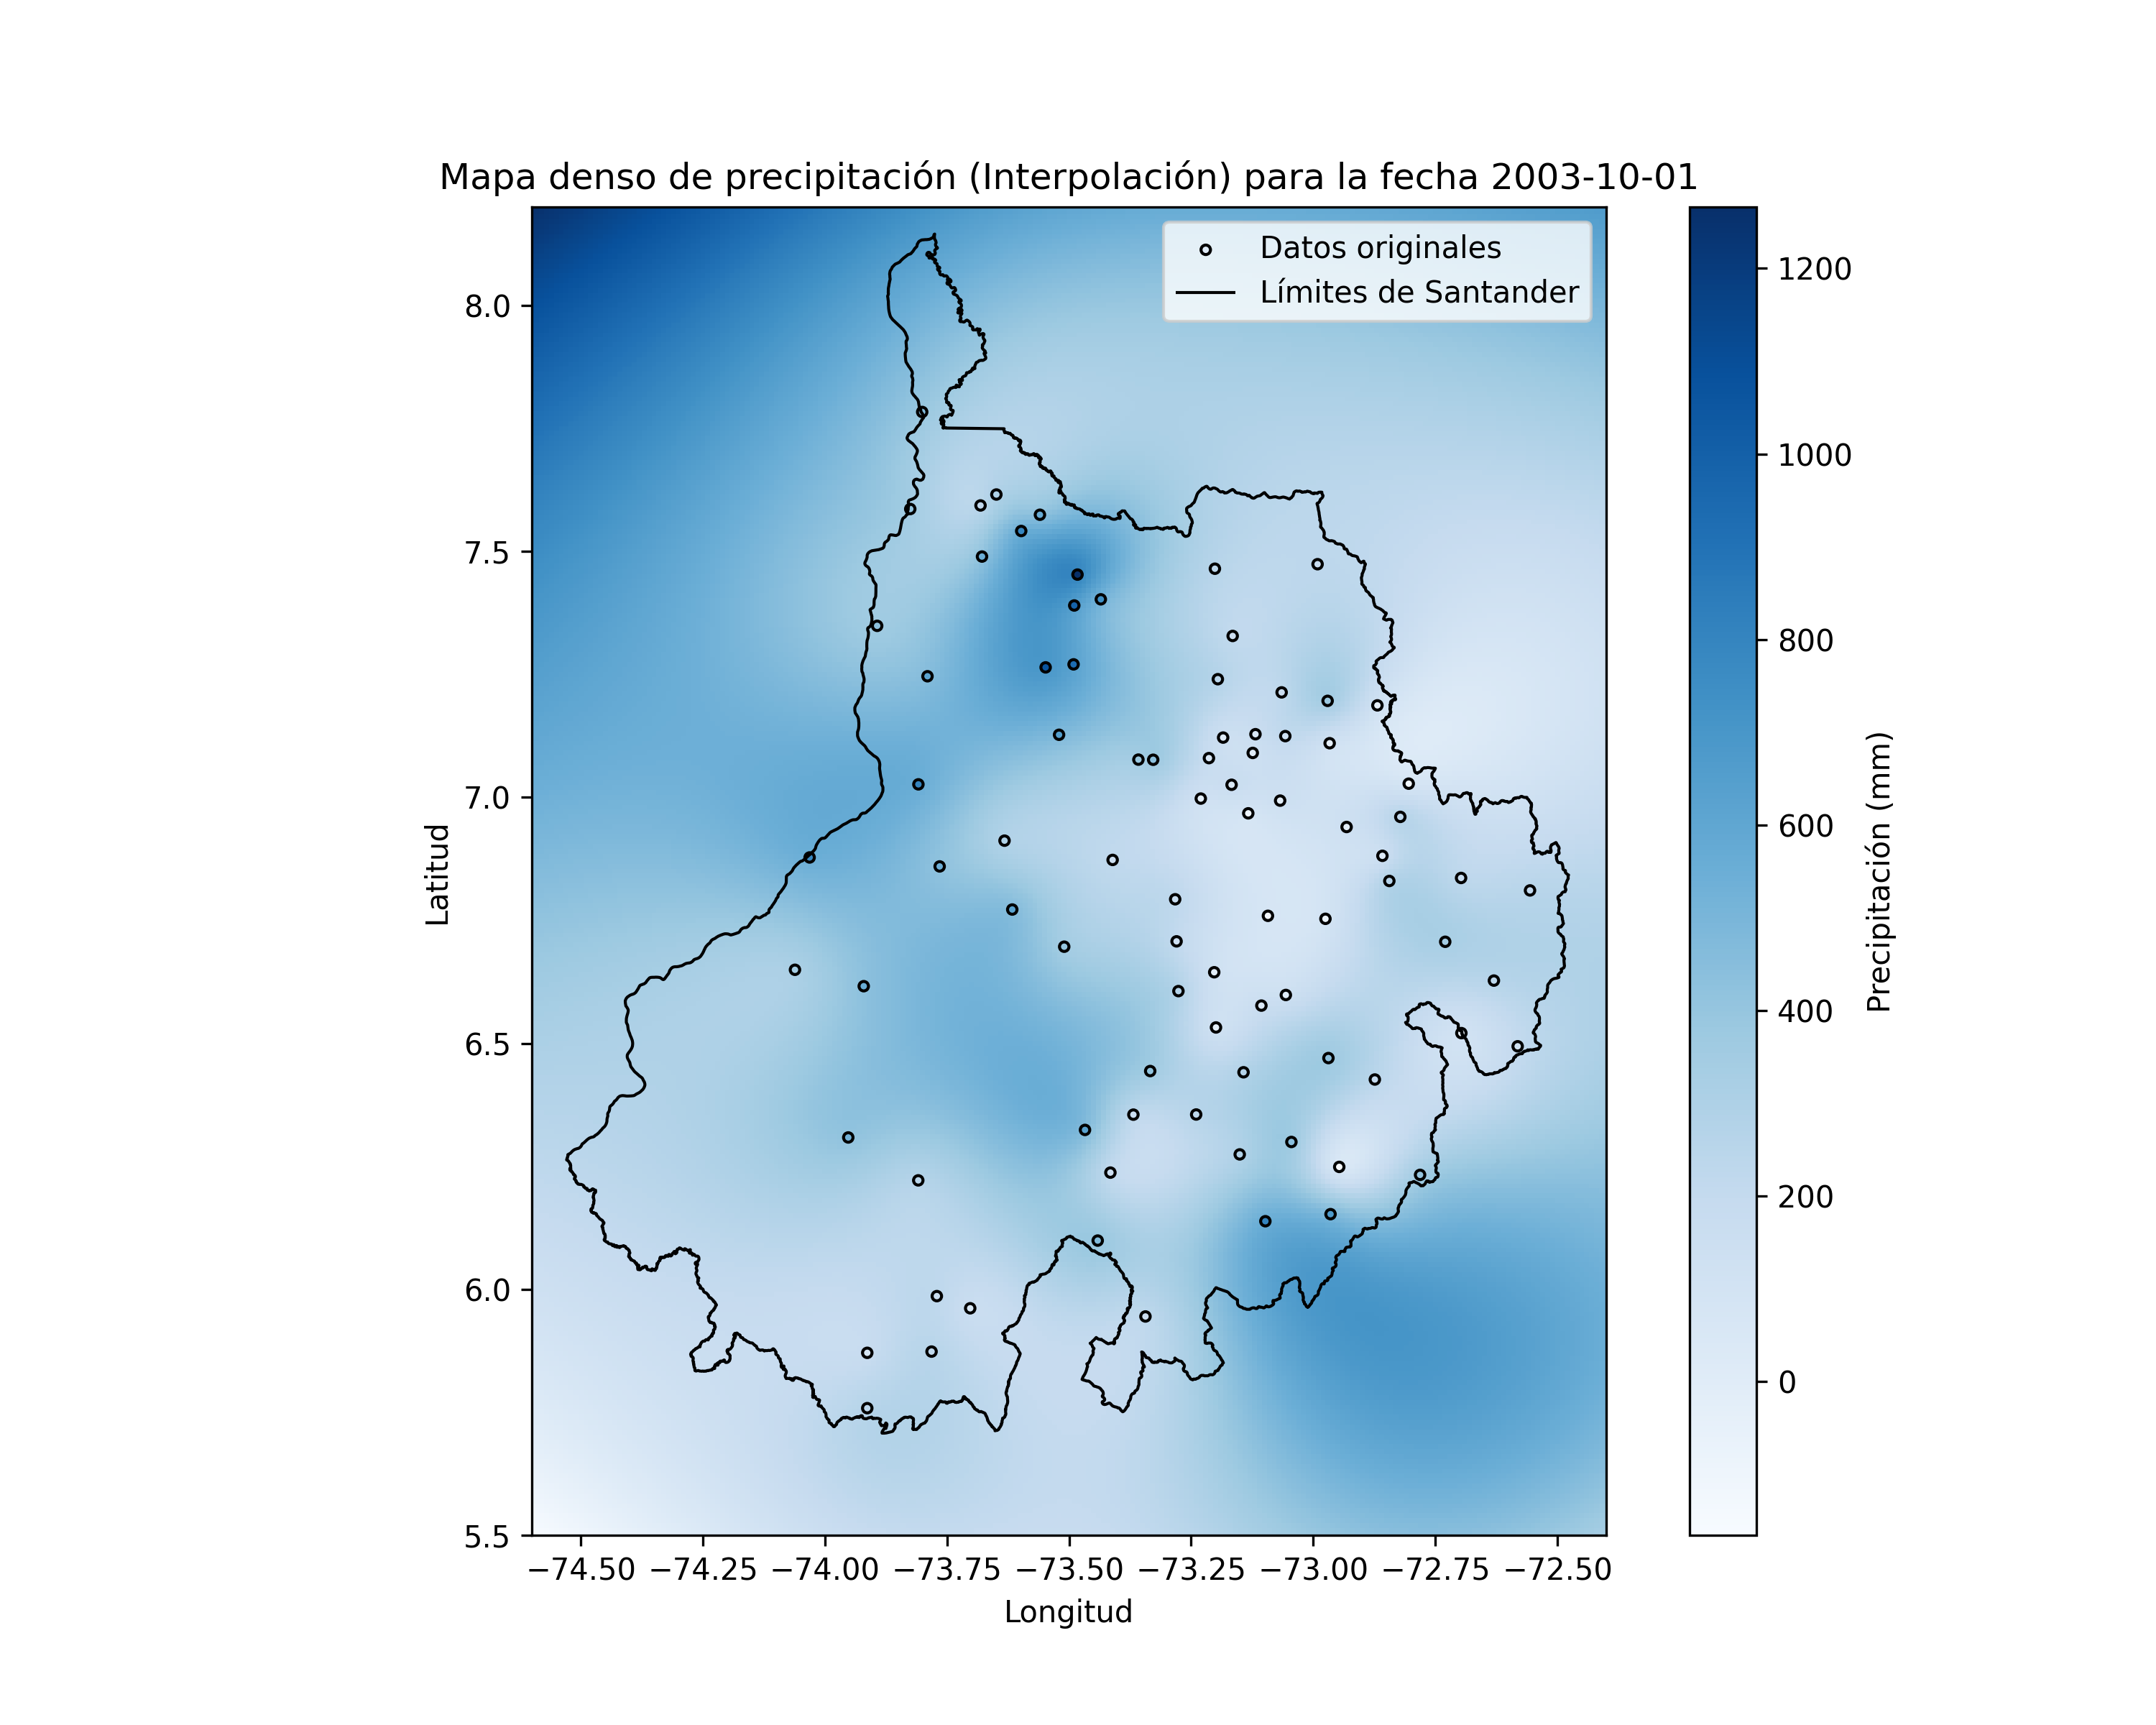 Mapa denso de precipitación (Interpolación) para la fecha 2003-10-01
Datos originales
Límites de Santander
8.0
7.5
7.0
6.5
6.0
5.5
Latitud
−74.50 −74.25 −74.00 −73.75 −73.50 −73.25 −73.00 −72.75 −72.50
Longitud
1200
1000
800
600
400
200
0
Precipitación (mm)